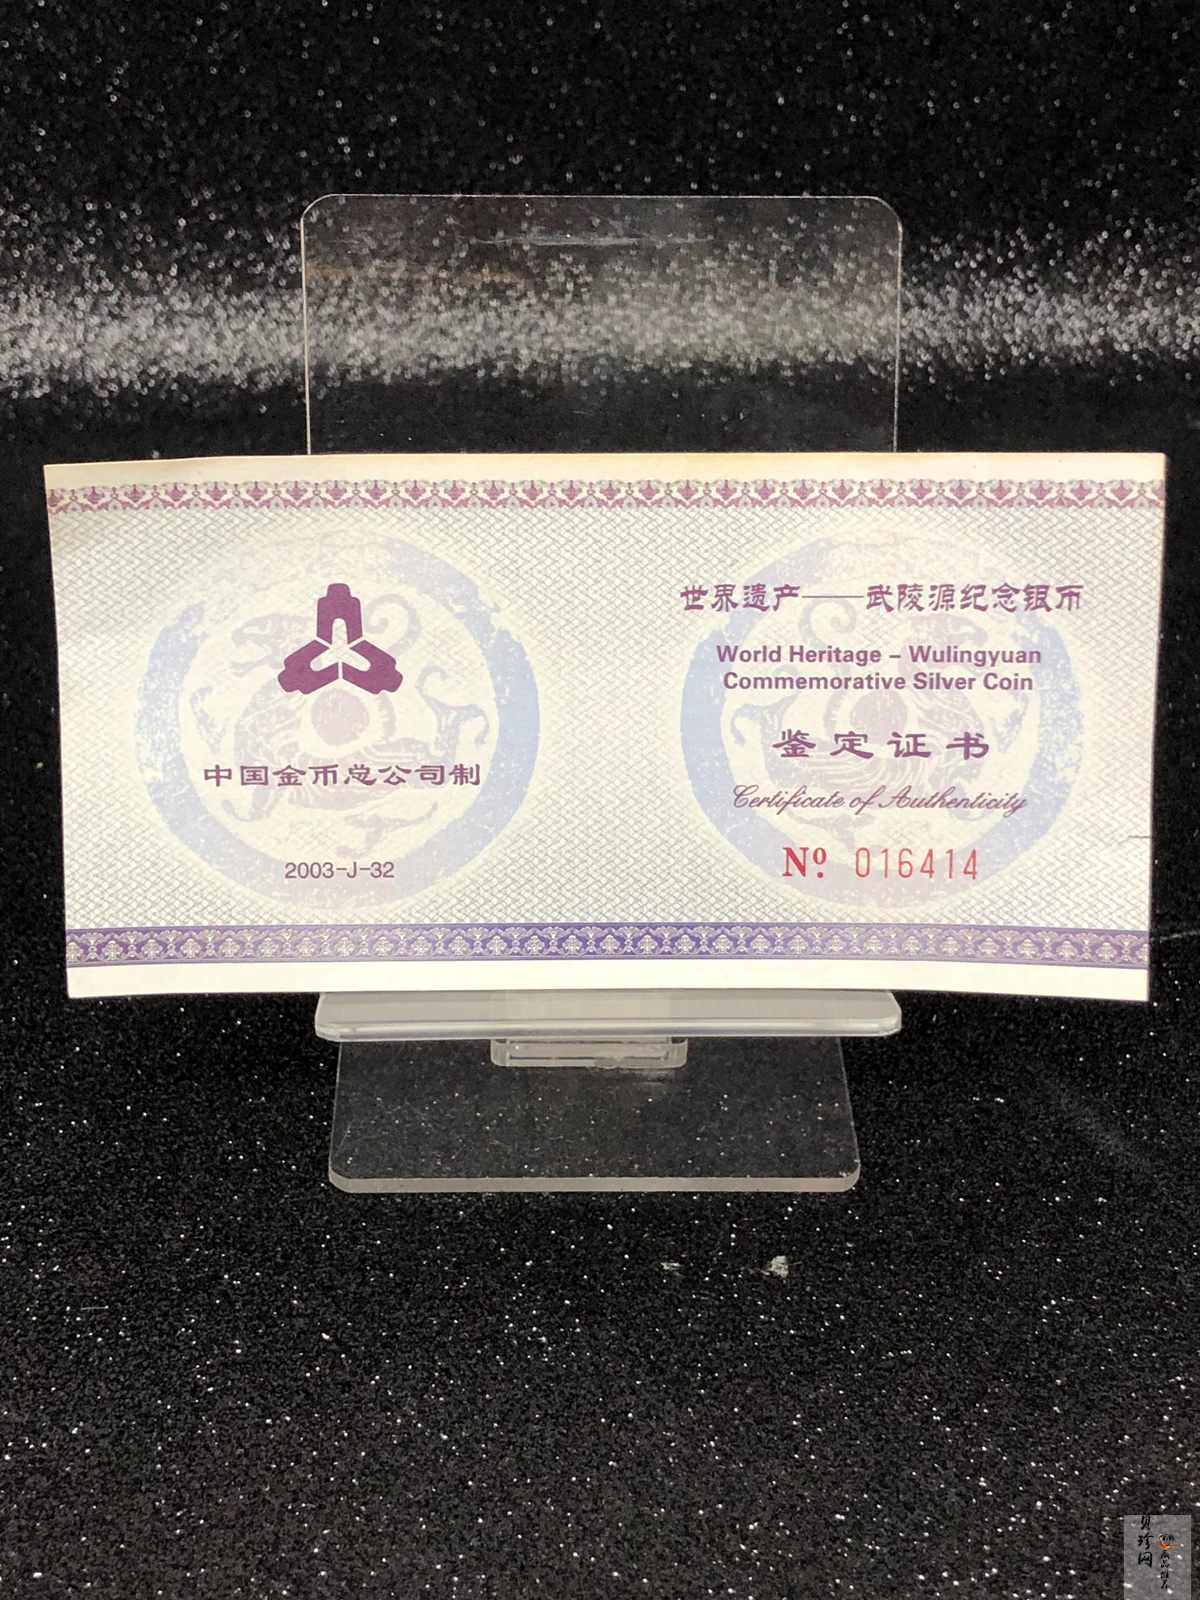 中国金币总公司制
2003-J-32
世界遗产——武陵源纪念银币
World Heritage – Wulingyuan
Commemorative Silver Coin
鉴定证书
Certificate of Authenticity
Nº. 016414